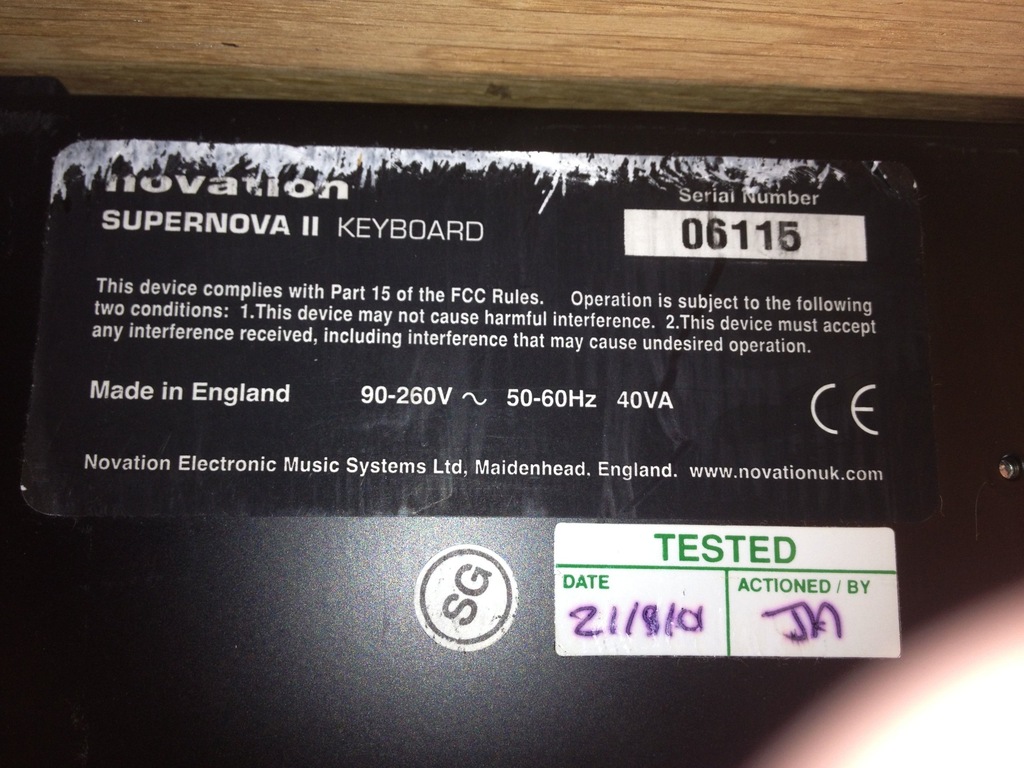 novation
Serial Number
SUPERNOVA II KEYBOARD
06115
This device complies with Part 15 of the FCC Rules. Operation is subject to the following
two conditions: 1.This device may not cause harmful interference. 2.This device must accept
any interference received, including interference that may cause undesired operation.
Made in England 90-260V ~ 50-60Hz 40VA CE
Novation Electronic Music Systems Ltd, Maidenhead. England. www.novationuk.com
SG
TESTED
DATE
ACTIONED / BY